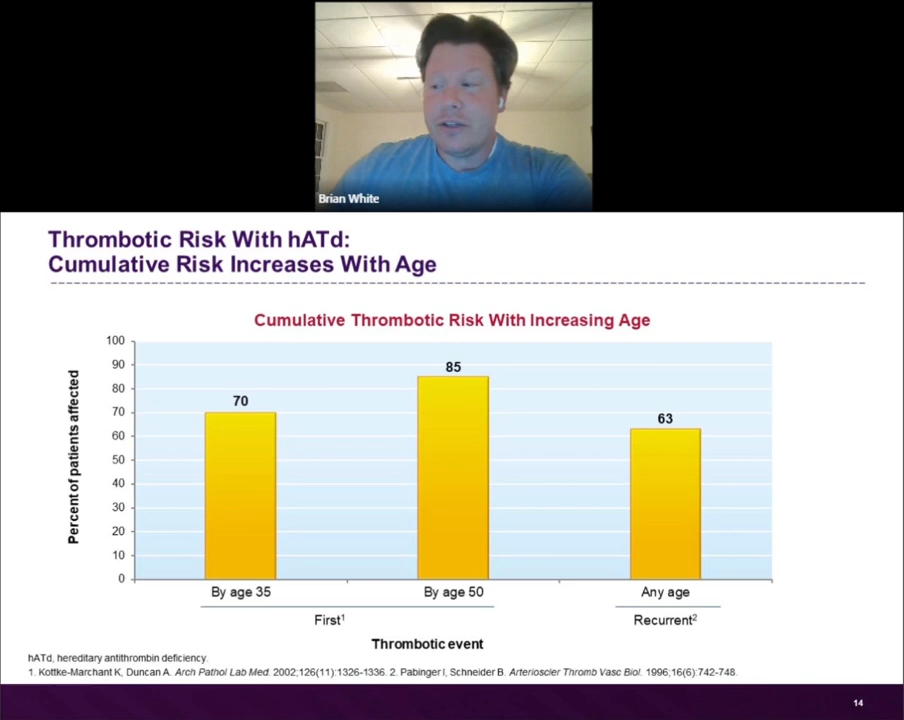 Brian White
Thrombotic Risk With hATd:
Cumulative Risk Increases With Age
Cumulative Thrombotic Risk With Increasing Age
Percent of patients affected
100
90
80
70
60
50
40
30
20
10
0
70
85
63
By age 35
By age 50
Any age
First¹
Recurrent²
Thrombotic event
hATd, hereditary antithrombin deficiency.
1. Kottke-Marchant K, Duncan A. Arch Pathol Lab Med. 2002;126(11):1326-1336. 2. Pabinger I, Schneider B. Arterioscler Thromb Vasc Biol. 1996;16(6):742-748.
14